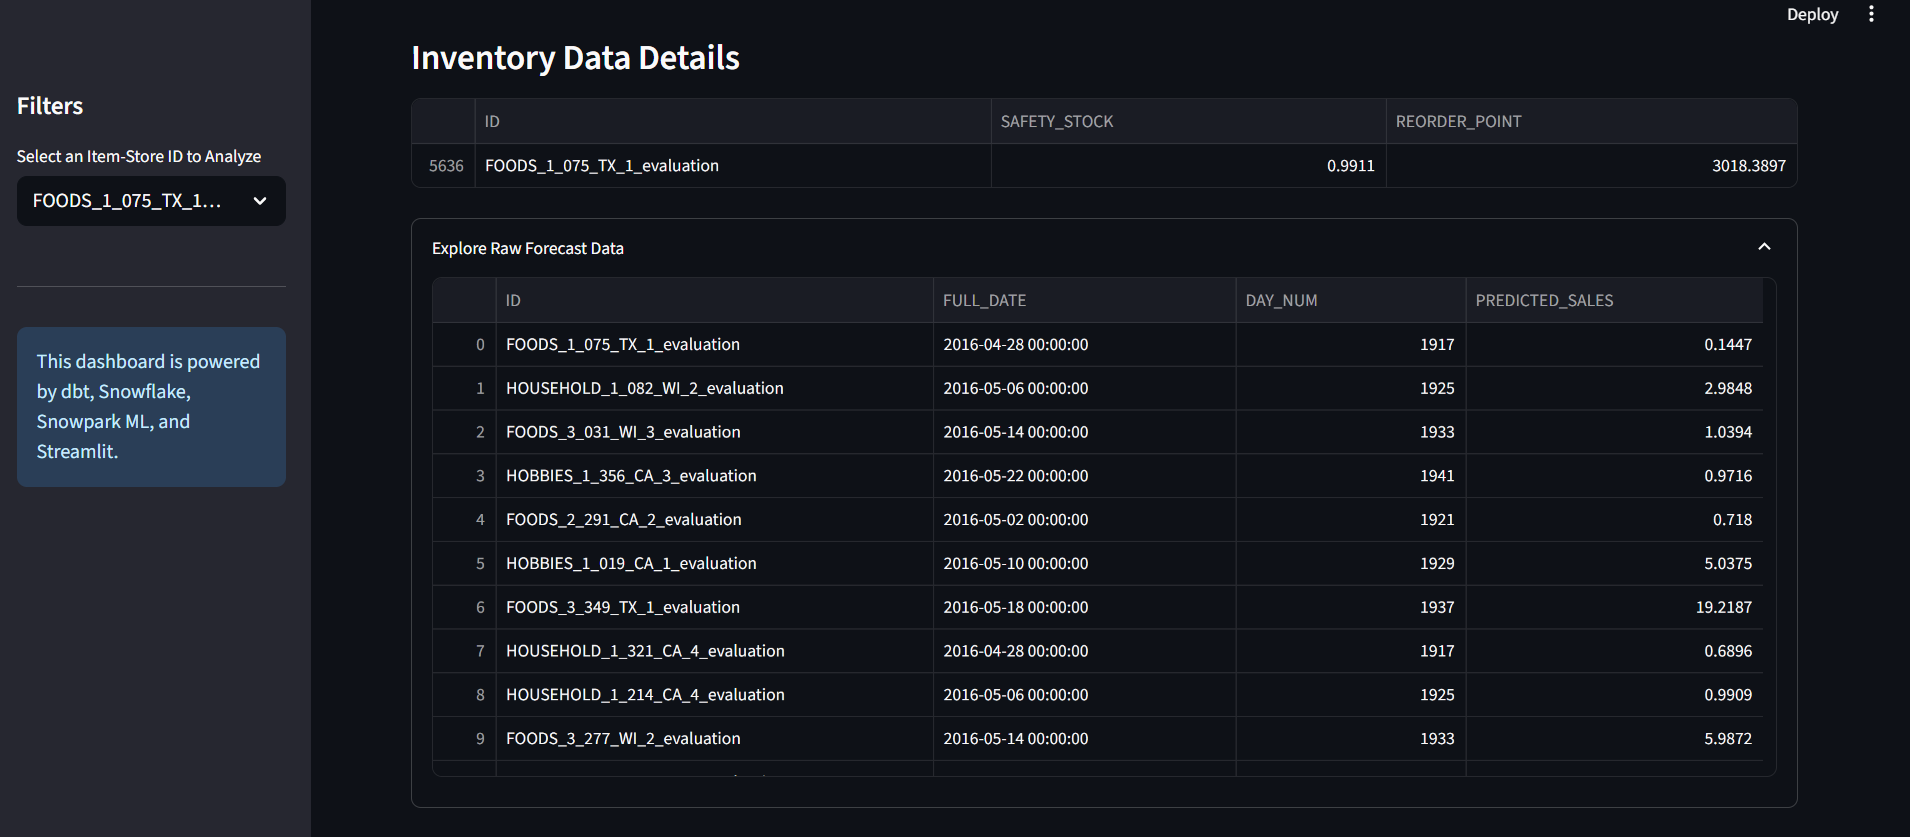 Deploy
Filters
Select an Item-Store ID to Analyze
FOODS_1_075_TX_1...
This dashboard is powered
by dbt, Snowflake,
Snowpark ML, and
Streamlit.
Inventory Data Details
ID SAFETY_STOCK REORDER_POINT
5636 FOODS_1_075_TX_1_evaluation 0.9911 3018.3897
Explore Raw Forecast Data
ID FULL_DATE DAY_NUM PREDICTED_SALES
0 FOODS_1_075_TX_1_evaluation 2016-04-28 00:00:00 1917 0.1447
1 HOUSEHOLD_1_082_WI_2_evaluation 2016-05-06 00:00:00 1925 2.9848
2 FOODS_3_031_WI_3_evaluation 2016-05-14 00:00:00 1933 1.0394
3 HOBBIES_1_356_CA_3_evaluation 2016-05-22 00:00:00 1941 0.9716
4 FOODS_2_291_CA_2_evaluation 2016-05-02 00:00:00 1921 0.718
5 HOBBIES_1_019_CA_1_evaluation 2016-05-10 00:00:00 1929 5.0375
6 FOODS_3_349_TX_1_evaluation 2016-05-18 00:00:00 1937 19.2187
7 HOUSEHOLD_1_321_CA_4_evaluation 2016-04-28 00:00:00 1917 0.6896
8 HOUSEHOLD_1_214_CA_4_evaluation 2016-05-06 00:00:00 1925 0.9909
9 FOODS_3_277_WI_2_evaluation 2016-05-14 00:00:00 1933 5.9872